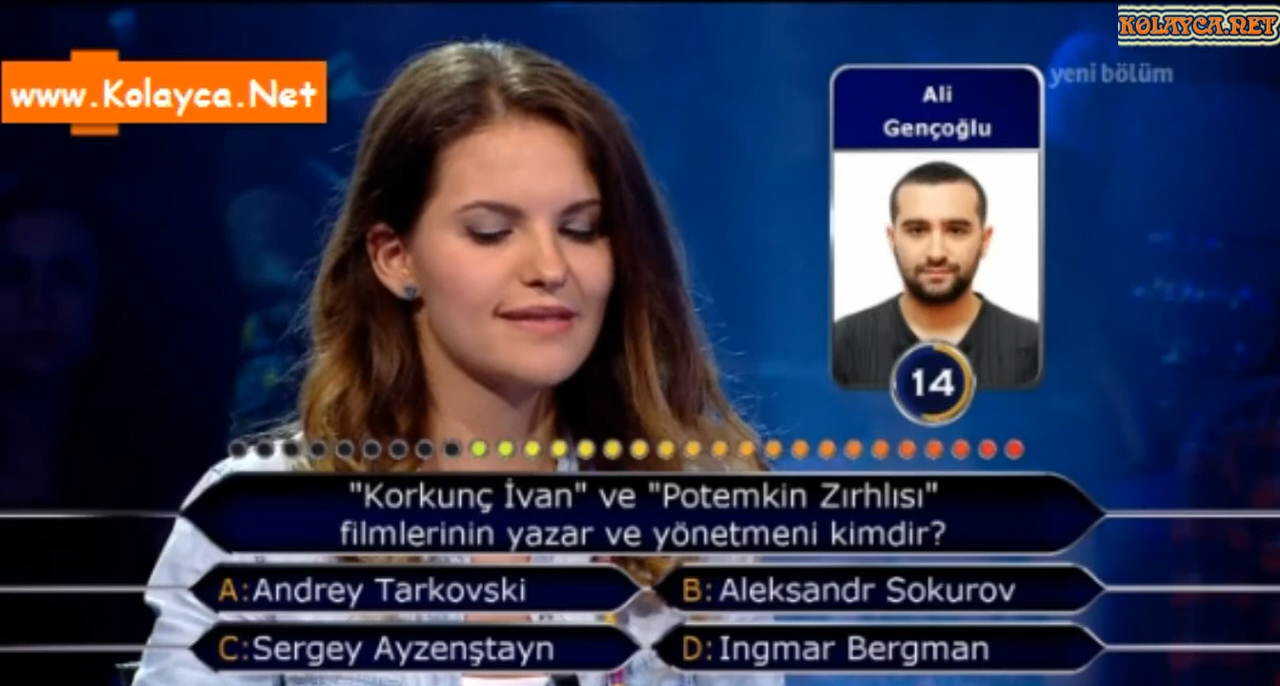 KOLAYCA.NET
www.Kolayca.Net
yeni bölüm
Ali
Gençoğlu
14
"Korkunç İvan" ve "Potemkin Zırhlısı"
filmlerinin yazar ve yönetmeni kimdir?
A: Andrey Tarkovski
B: Aleksandr Sokurov
C: Sergey Ayzenştayn
D: Ingmar Bergman